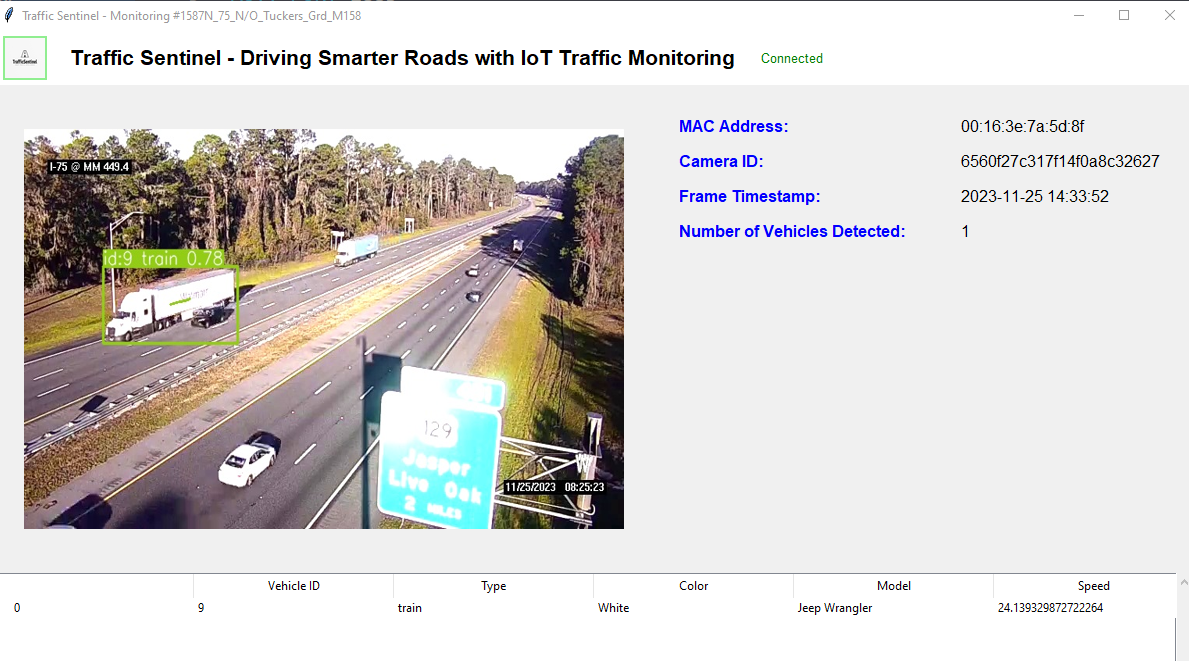 Traffic Sentinel - Monitoring #1587N_75_N/O_Tuckers_Grd_M158
TrafficSentinel
Traffic Sentinel - Driving Smarter Roads with IoT Traffic Monitoring
Connected
MAC Address: 00:16:3e:7a:5d:8f
Camera ID: 6560f27c317f14f0a8c32627
Frame Timestamp: 2023-11-25 14:33:52
Number of Vehicles Detected: 1
I-75 @ MM 449.4
id:9 train 0.78
Walmart
129
Jasper
Live Oak
2 MILES
11/25/2023 08:25:23
Vehicle ID Type Color Model Speed
0 9 train White Jeep Wrangler 24.139329872722264